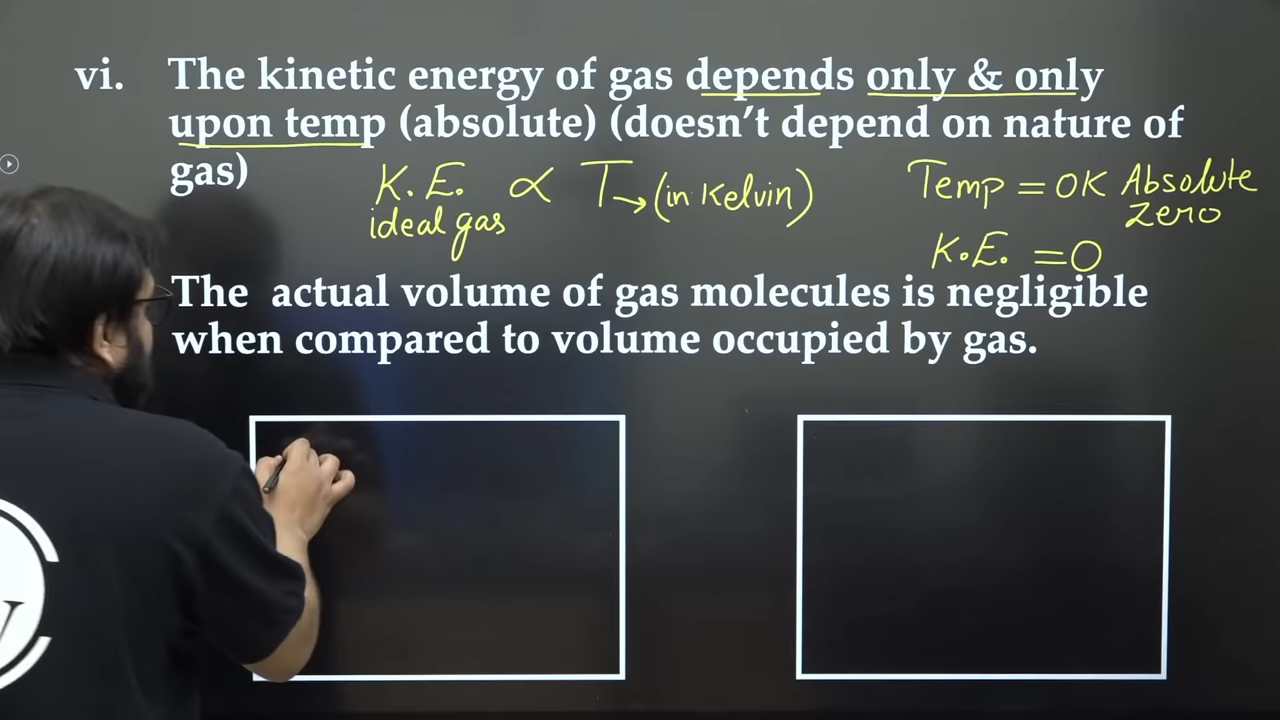 vi. The kinetic energy of gas depends only & only
upon temp (absolute) (doesn't depend on nature of
gas)
K.E. ∝ T→(in Kelvin)
ideal gas
Temp = 0K Absolute
Zero
K.E. = 0
The actual volume of gas molecules is negligible
when compared to volume occupied by gas.